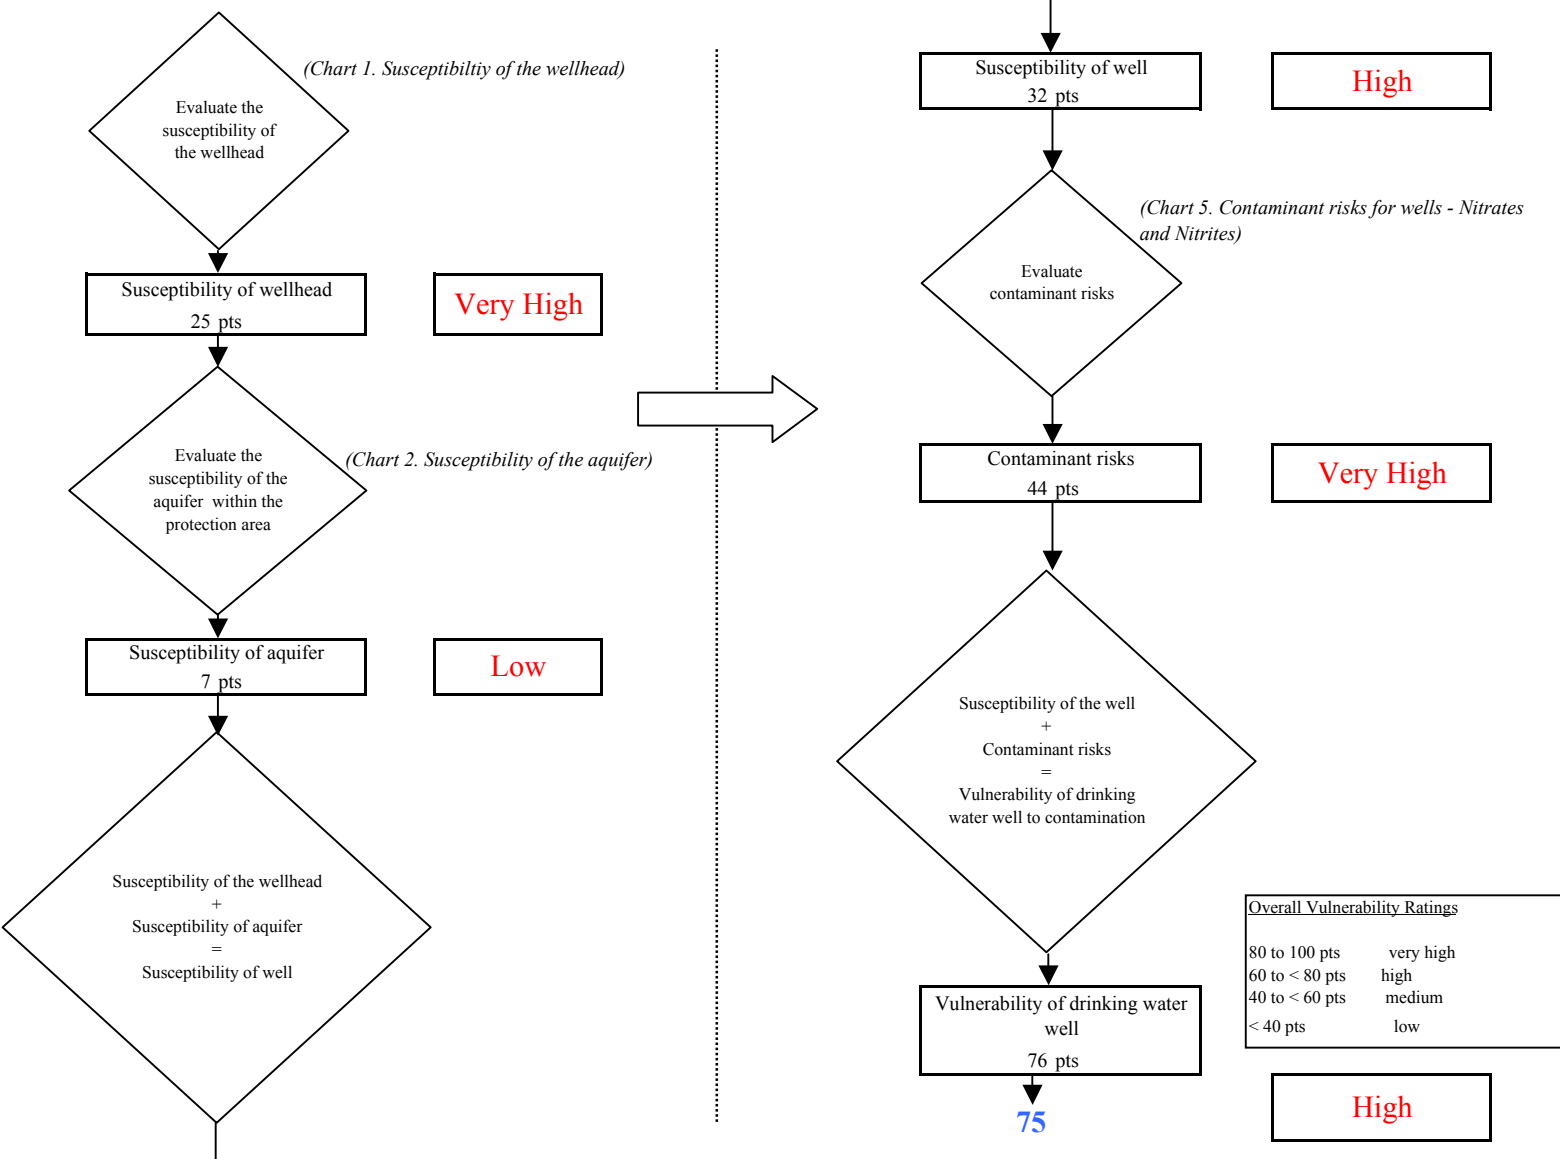 (Chart 1. Susceptibiltiy of the wellhead)
Evaluate the
susceptibility of
the wellhead
Susceptibility of wellhead
25 pts
Very High
Evaluate the
susceptibility of the
aquifer within the
protection area
(Chart 2. Susceptibility of the aquifer)
Susceptibility of aquifer
7 pts
Low
Susceptibility of the wellhead
+
Susceptibility of aquifer
=
Susceptibility of well
Susceptibility of well
32 pts
High
(Chart 5. Contaminant risks for wells - Nitrates
and Nitrites)
Evaluate
contaminant risks
Contaminant risks
44 pts
Very High
Susceptibility of the well
+
Contaminant risks
=
Vulnerability of drinking
water well to contamination
Overall Vulnerability Ratings
80 to 100 pts very high
60 to < 80 pts high
40 to < 60 pts medium
< 40 pts low
Vulnerability of drinking water
well
76 pts
High
75